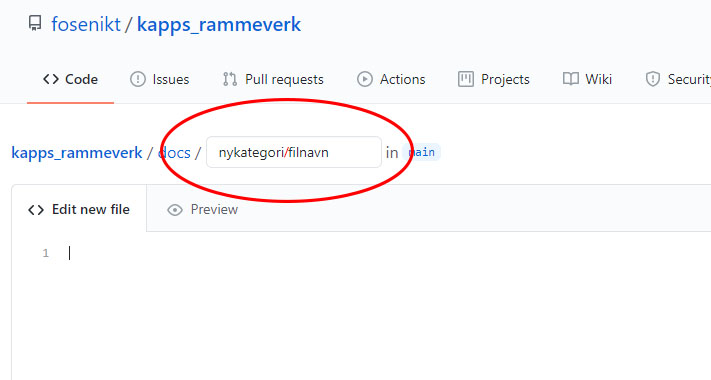 fosenikt / kapps_rammeverk
Code Issues Pull requests Actions Projects Wiki Security
kapps_rammeverk / docs / nykategori/filnavn in main
Edit new file Preview
1